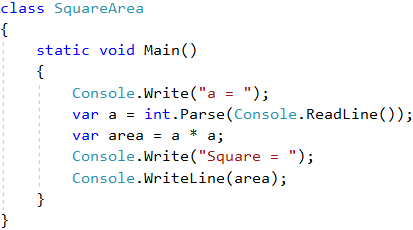 class SquareArea
{
    static void Main()
    {
        Console.Write("a = ");
        var a = int.Parse(Console.ReadLine());
        var area = a * a;
        Console.Write("Square = ");
        Console.WriteLine(area);
    }
}